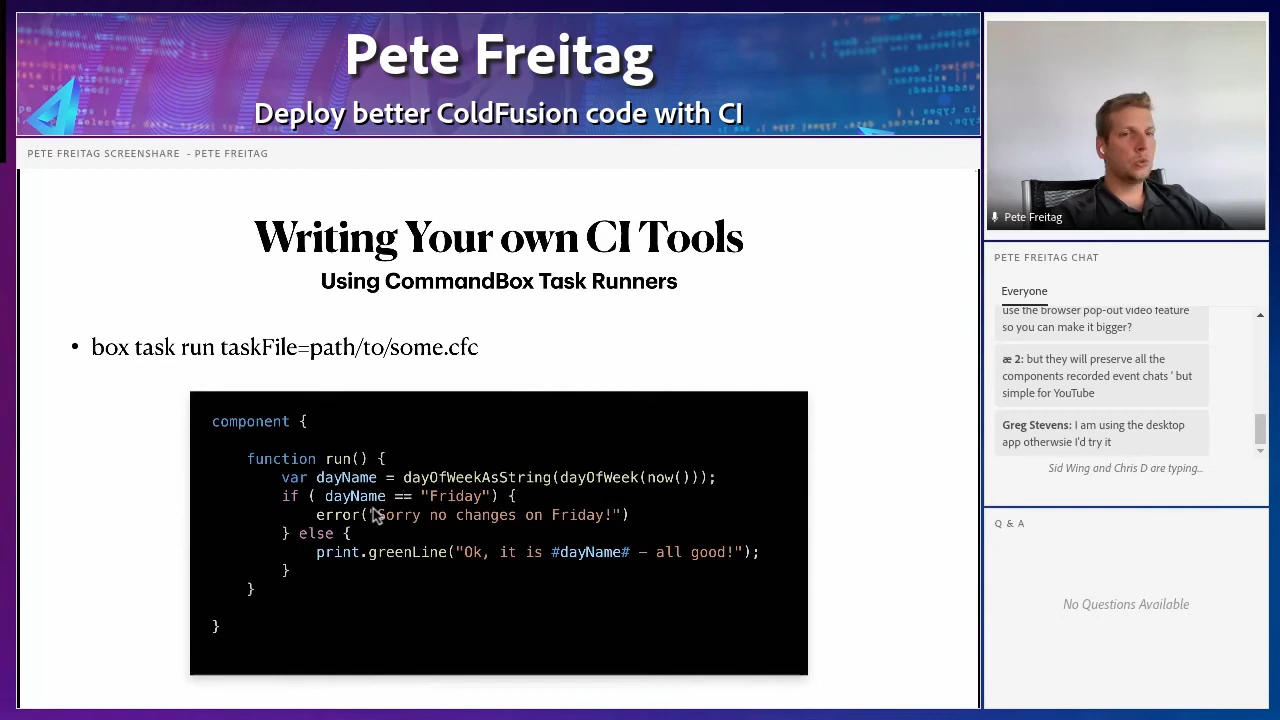 Pete Freitag
Deploy better ColdFusion code with CI
PETE FREITAG SCREENSHARE - PETE FREITAG
Writing Your own CI Tools
Using CommandBox Task Runners
• box task run taskFile=path/to/some.cfc
component {
function run() {
var dayName = dayOfWeekAsString(dayOfWeek(now()));
if ( dayName == "Friday") {
error("Sorry no changes on Friday!")
} else {
print.greenLine("Ok, it is #dayName# – all good!");
}
}
}
Pete Freitag
PETE FREITAG CHAT
Everyone
use the browser pop-out video feature
so you can make it bigger?
æ 2: but they will preserve all the
components recorded event chats ' but
simple for YouTube
Greg Stevens: I am using the desktop
app otherwsie I'd try it
Sid Wing and Chris D are typing...
Q & A
No Questions Available